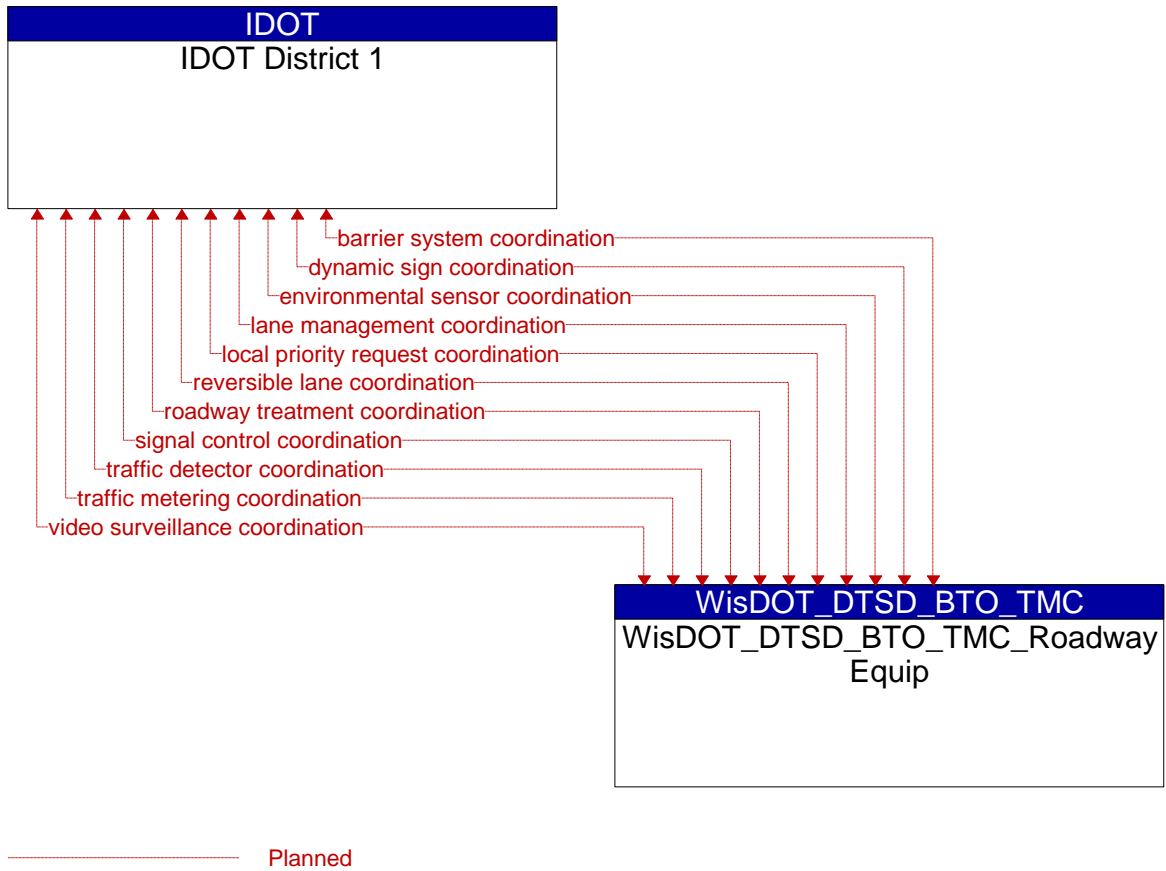 IDOT
IDOT District 1
barrier system coordination
dynamic sign coordination
environmental sensor coordination
lane management coordination
local priority request coordination
reversible lane coordination
roadway treatment coordination
signal control coordination
traffic detector coordination
traffic metering coordination
video surveillance coordination
WisDOT_DTSD_BTO_TMC
WisDOT_DTSD_BTO_TMC_Roadway
Equip
Planned